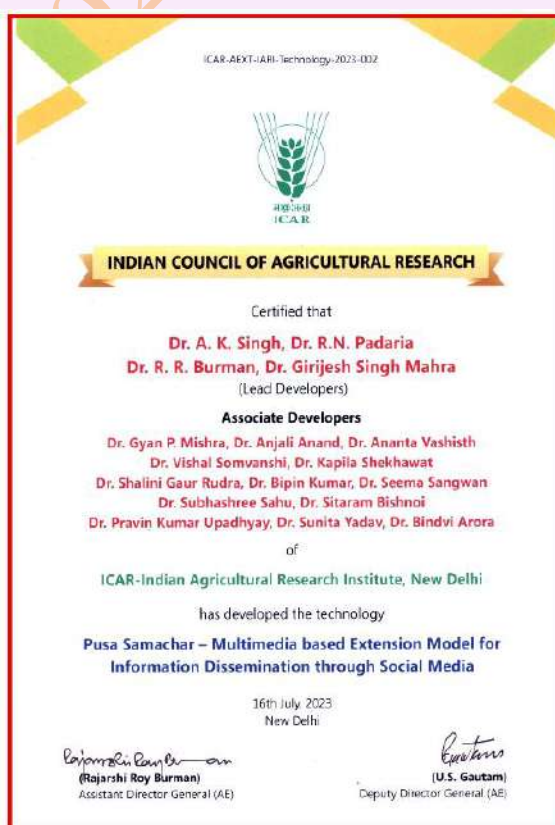 ICAR-AEXT-IARI-Technology-2023-002
ICAR
INDIAN COUNCIL OF AGRICULTURAL RESEARCH
Certified that
Dr. A. K. Singh, Dr. R.N. Padaria
Dr. R. R. Burman, Dr. Girijesh Singh Mahra
(Lead Developers)
Associate Developers
Dr. Gyan P. Mishra, Dr. Anjali Anand, Dr. Ananta Vashisth
Dr. Vishal Somvanshi, Dr. Kapila Shekhawat
Dr. Shalini Gaur Rudra, Dr. Bipin Kumar, Dr. Seema Sangwan
Dr. Subhashree Sahu, Dr. Sitaram Bishnoi
Dr. Pravin Kumar Upadhyay, Dr. Sunita Yadav, Dr. Bindvi Arora
of
ICAR-Indian Agricultural Research Institute, New Delhi
has developed the technology
Pusa Samachar – Multimedia based Extension Model for
Information Dissemination through Social Media
16th July, 2023
New Delhi
(Rajarshi Roy Burman)
Assistant Director General (AE)
(U.S. Gautam)
Deputy Director General (AE)